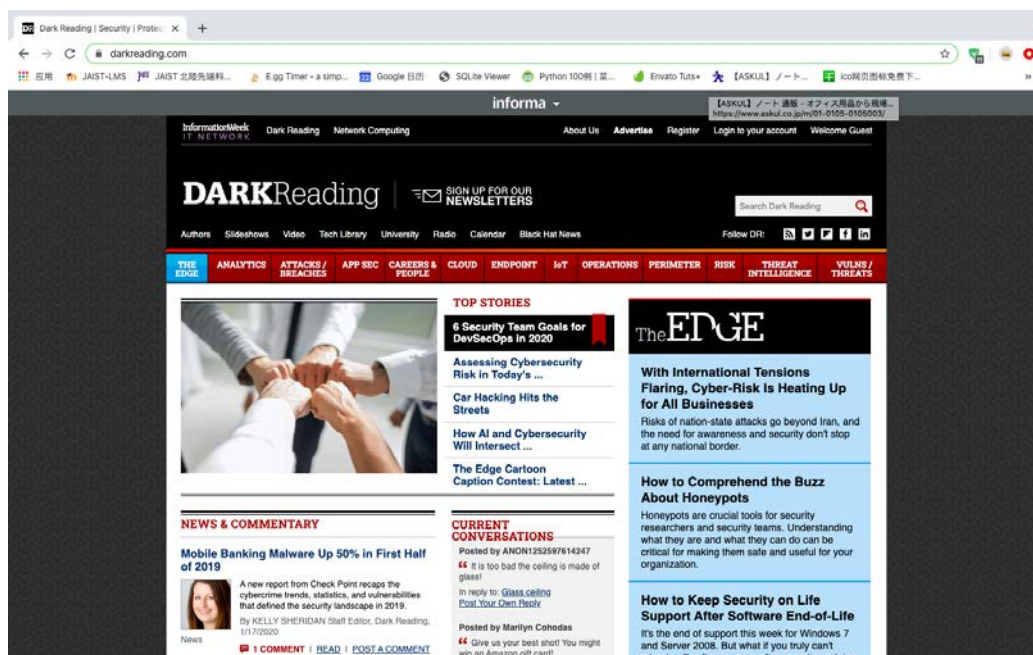 Dark Reading | Security | Protec
darkreading.com
应用
JAIST-LMS
JAIST 北陸先端科...
E.gg Timer - a simp...
Google 日历
SQLite Viewer
Python 100例 | 菜...
Envato Tuts+
【ASKUL】ノート...
ico网页图标免费下...
»
informa
【ASKUL】ノート 通販 - オフィス用品から現場...
https://www.askul.co.jp/m/01-0105-0105003/
InformationWeek
IT NETWORK
Dark Reading
Network Computing
About Us
Advertise
Register
Login to your account
Welcome Guest
DARKReading
SIGN UP FOR OUR
NEWSLETTERS
Search Dark Reading
Authors
Slideshows
Video
Tech Library
University
Radio
Calendar
Black Hat News
Follow DR:
THE
EDGE
ANALYTICS
ATTACKS /
BREACHES
APP SEC
CAREERS &
PEOPLE
CLOUD
ENDPOINT
IoT
OPERATIONS
PERIMETER
RISK
THREAT
INTELLIGENCE
VULNS /
THREATS
TOP STORIES
6 Security Team Goals for
DevSecOps in 2020
Assessing Cybersecurity
Risk in Today's ...
Car Hacking Hits the
Streets
How AI and Cybersecurity
Will Intersect ...
The Edge Cartoon
Caption Contest: Latest ...
The EDGE
With International Tensions
Flaring, Cyber-Risk Is Heating Up
for All Businesses
Risks of nation-state attacks go beyond Iran, and
the need for awareness and security don't stop
at any national border.
How to Comprehend the Buzz
About Honeypots
Honeypots are crucial tools for security
researchers and security teams. Understanding
what they are and what they can do can be
critical for making them safe and useful for your
organization.
How to Keep Security on Life
Support After Software End-of-Life
It's the end of support this week for Windows 7
and Server 2008. But what if you truly can't
NEWS & COMMENTARY
Mobile Banking Malware Up 50% in First Half
of 2019
A new report from Check Point recaps the
cybercrime trends, statistics, and vulnerabilities
that defined the security landscape in 2019.
By KELLY SHERIDAN Staff Editor, Dark Reading,
1/17/2020
News
1 COMMENT | READ | POST A COMMENT
CURRENT
CONVERSATIONS
Posted by ANON1252597614247
It is too bad the ceiling is made of
glass!
In reply to: Glass ceiling
Post Your Own Reply
Posted by Marilyn Cohodas
Give us your best shot! You might
win an Amazon gift card!